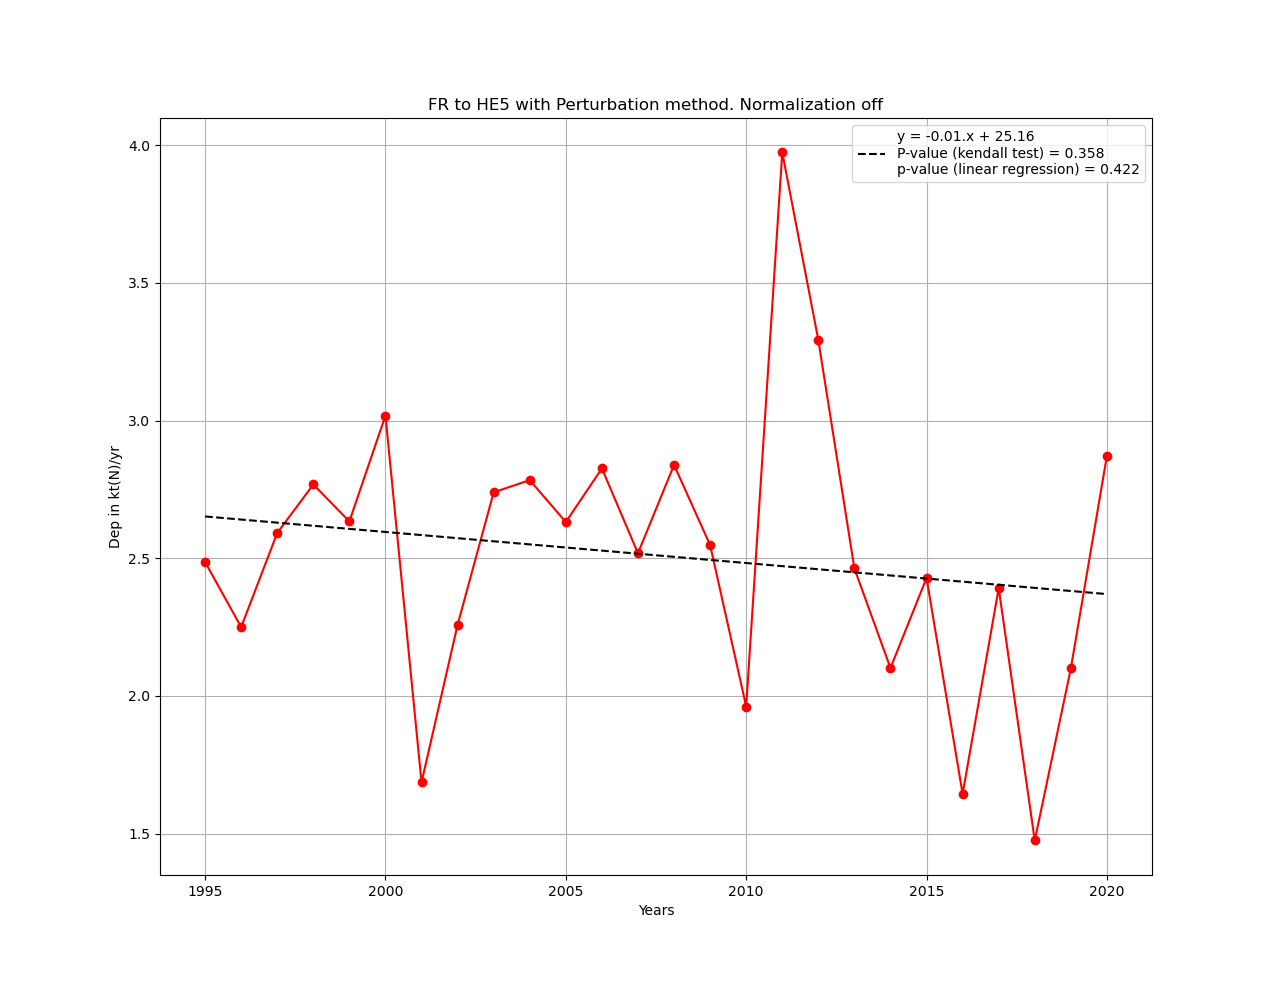 FR to HE5 with Perturbation method. Normalization off
y = -0.01.x + 25.16
P-value (kendall test) = 0.358
p-value (linear regression) = 0.422
4.0
3.5
3.0
2.5
2.0
1.5
Dep in kt(N)/yr
1995 2000 2005 2010 2015 2020
Years